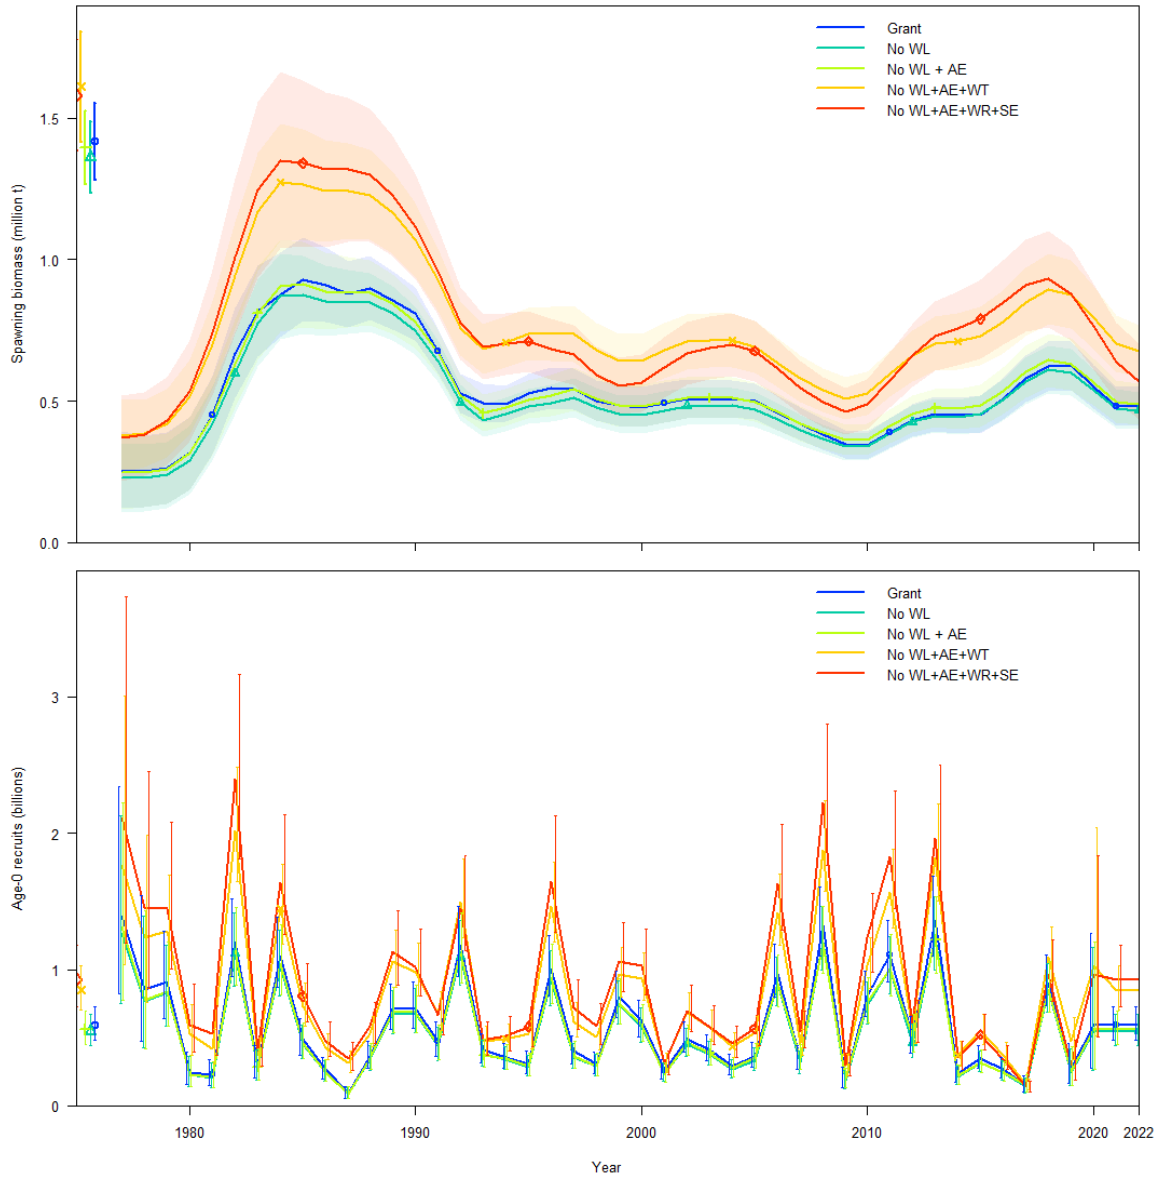 Grant
No WL
No WL + AE
No WL+AE+WT
No WL+AE+WR+SE
Spawning biomass (million t)
1.5
1.0
0.5
0.0
Grant
No WL
No WL + AE
No WL+AE+WT
No WL+AE+WR+SE
Age-0 recruits (billions)
3
2
1
0
1980 1990 2000 2010 2020 2022
Year